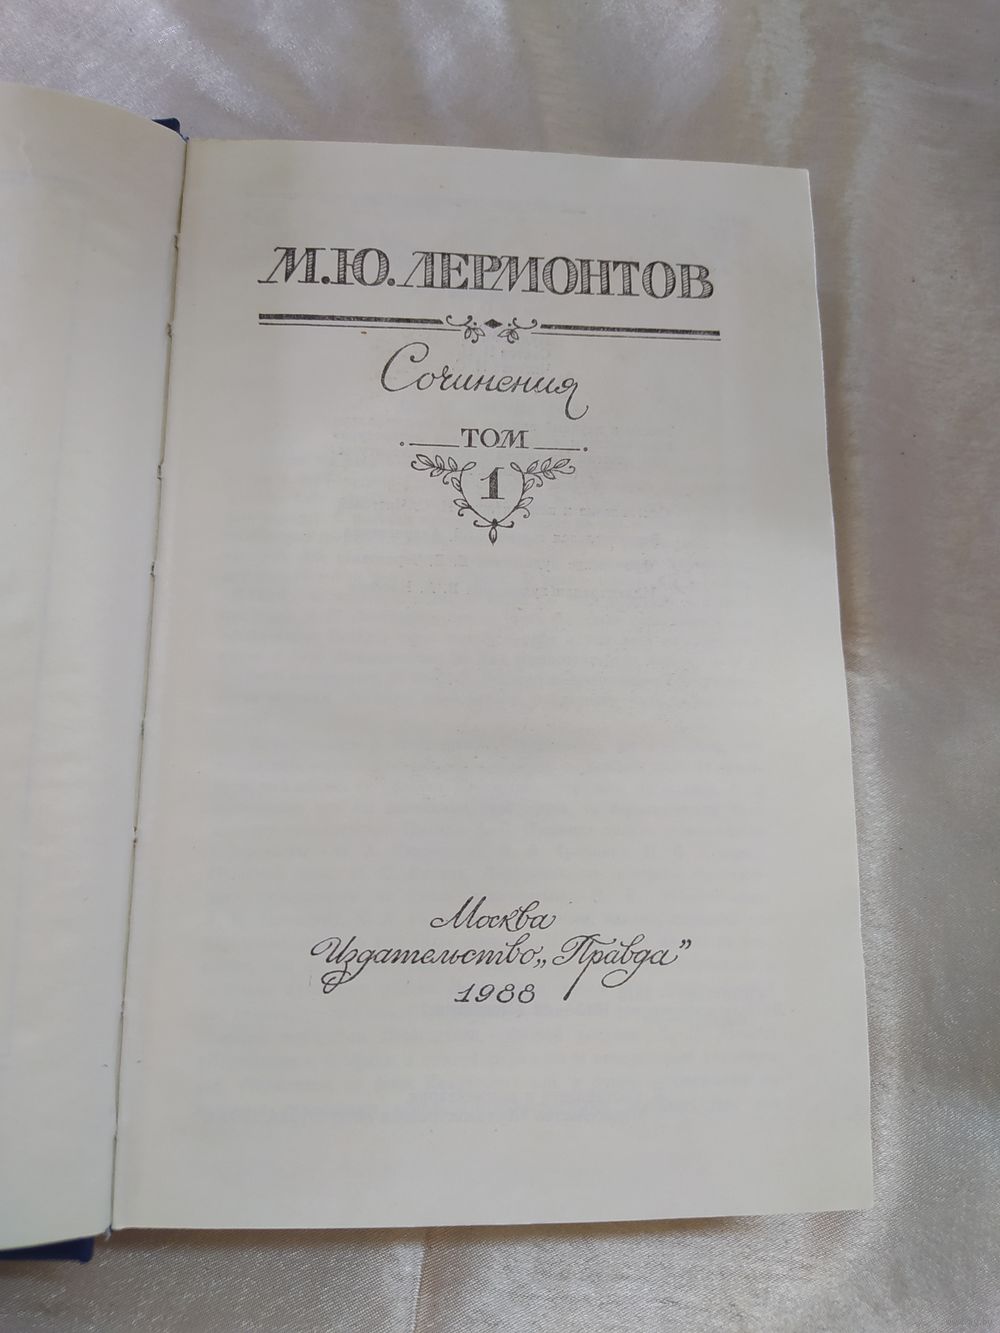 М.Ю. ЛЕРМОНТОВ
Сочинения
ТОМ
1
Москва
Издательство „Правда”
1988